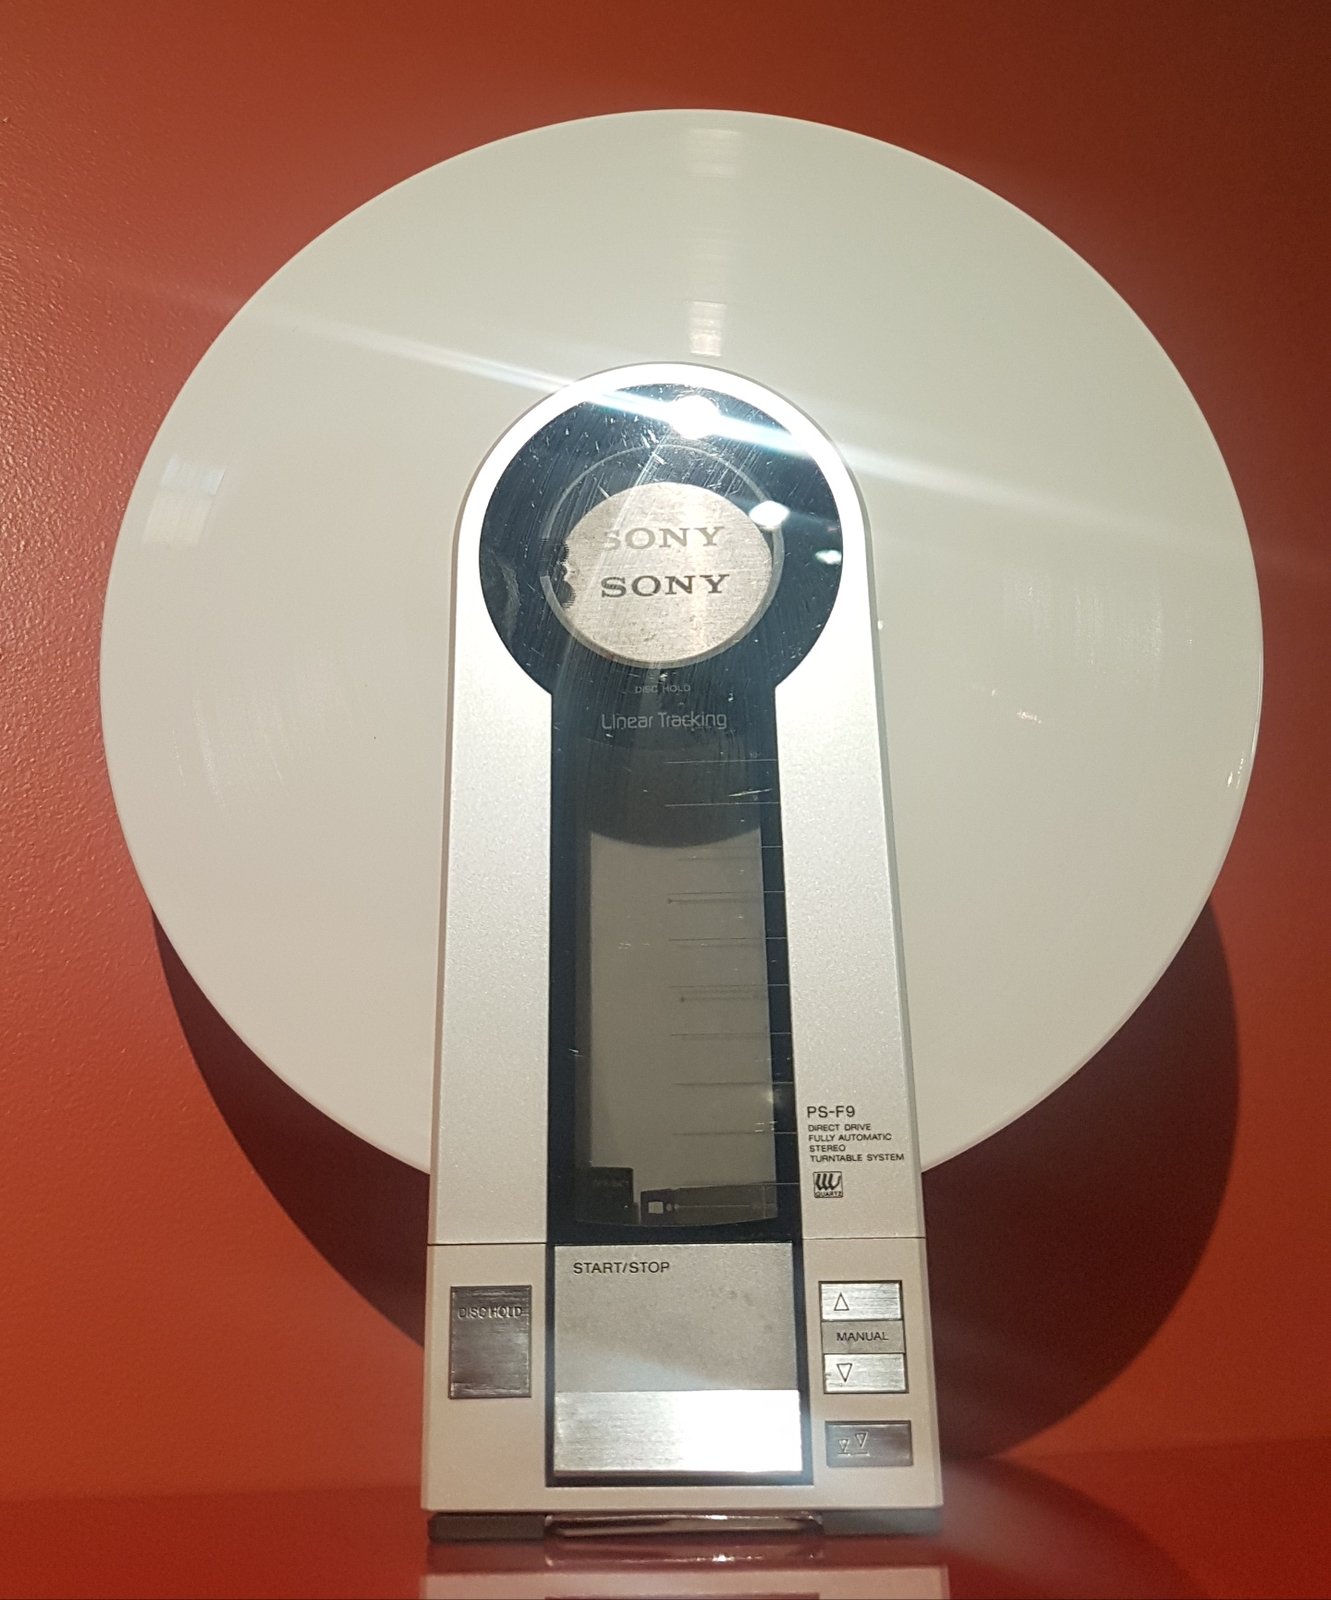 SONY
SONY
DISC HOLD
Linear Tracking
PS-F9
DIRECT DRIVE
FULLY AUTOMATIC
STEREO
TURNTABLE SYSTEM
QUARTZ
START/STOP
DISC HOLD
MANUAL